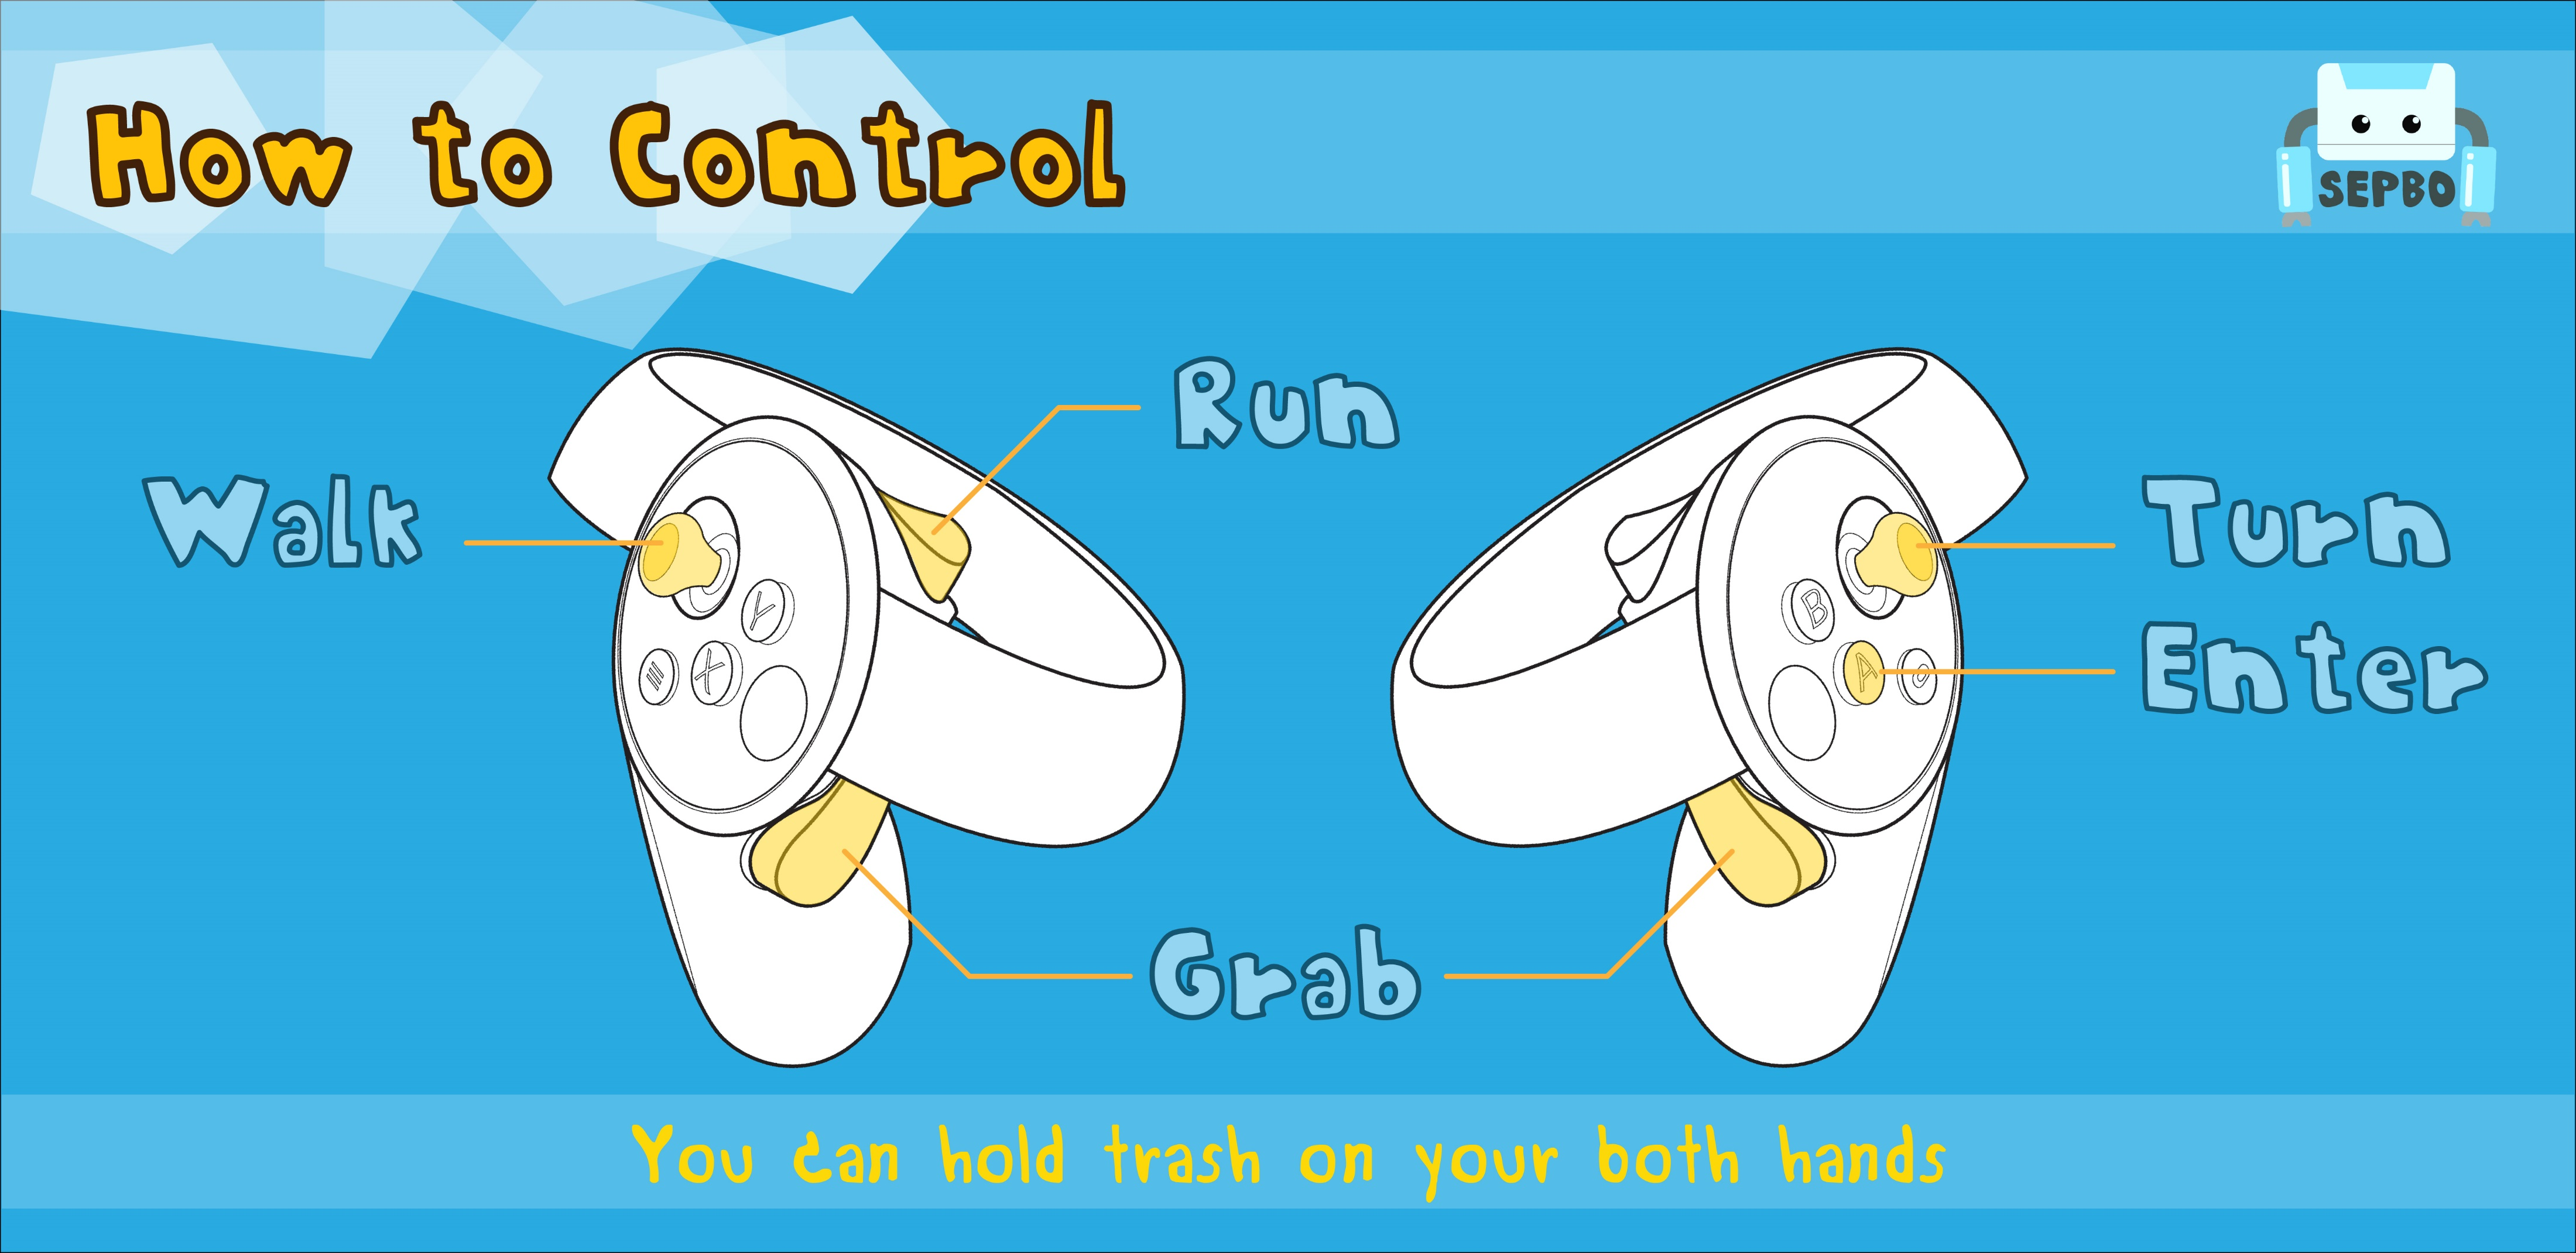 How to Control
SEPBO
Run
Walk
Turn
Y
B
X
A
Enter
Grab
You can hold trash on your both hands